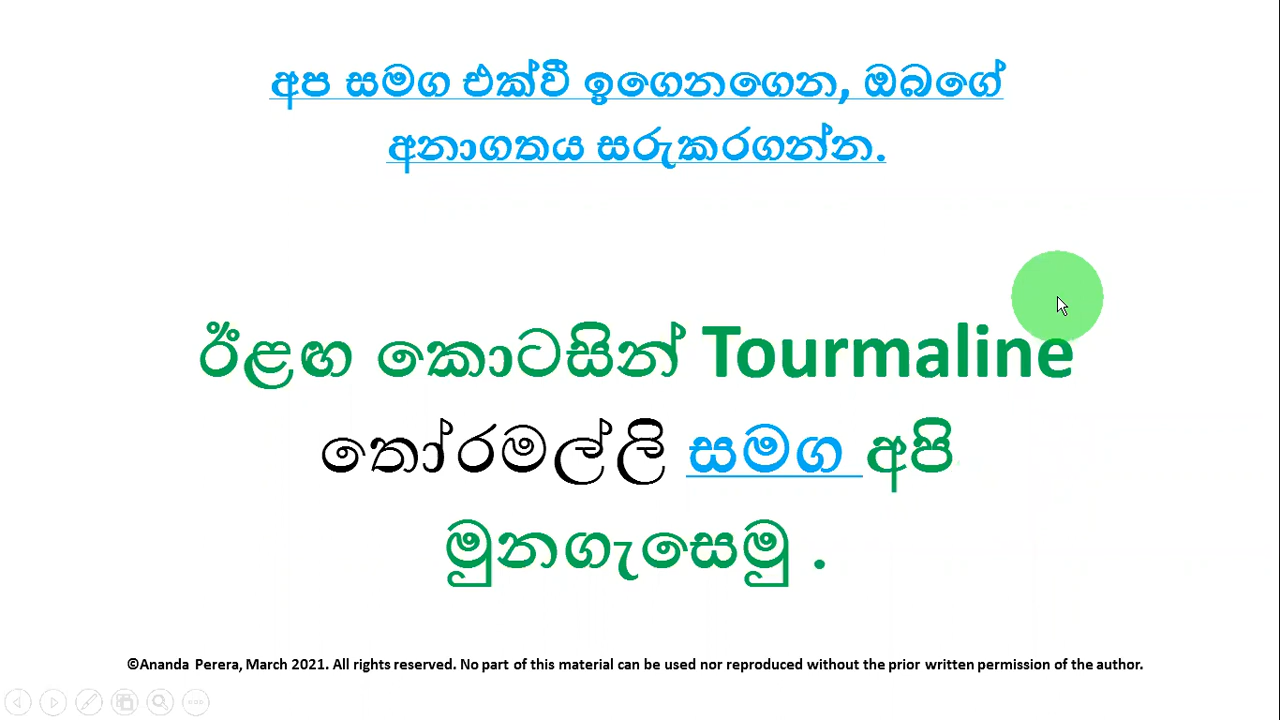 අප සමග එක්වී ඉගෙනගෙන, ඔබගේ
අනාගතය සරුකරගන්න.
ඊළඟ කොටසින් Tourmaline
තෝරමල්ලි සමග අපි
මුනගැසෙමු .
©Ananda Perera, March 2021. All rights reserved. No part of this material can be used nor reproduced without the prior written permission of the author.